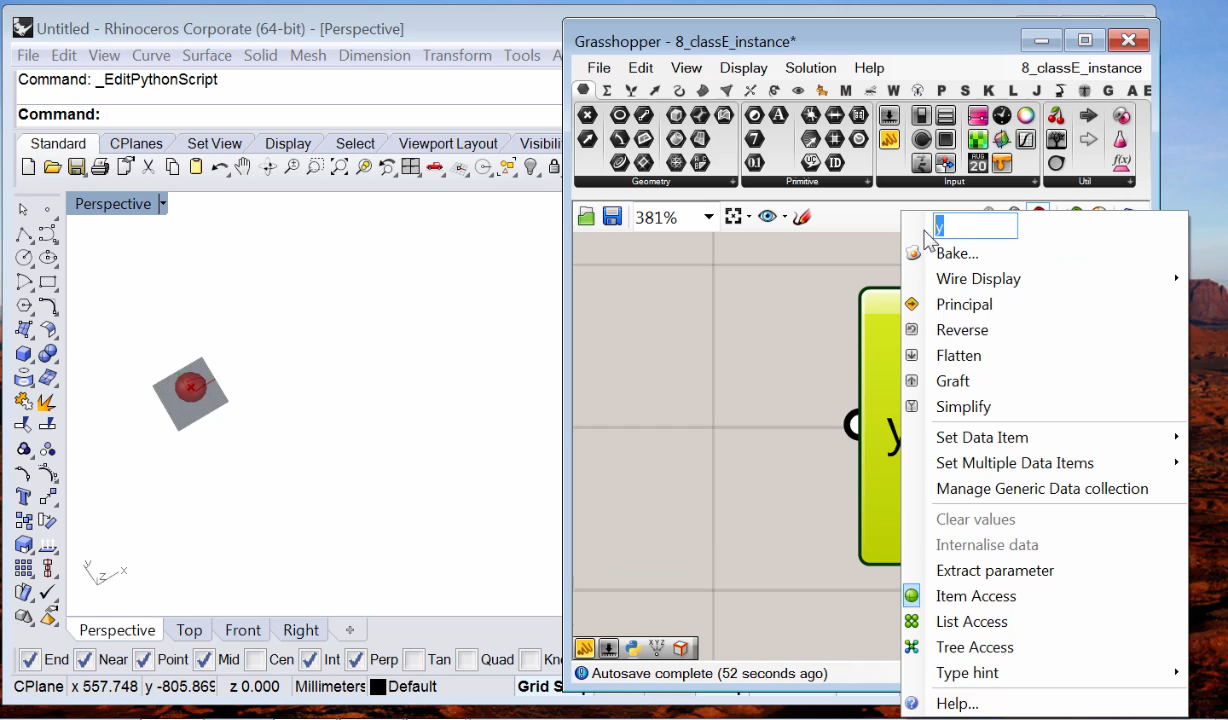 Untitled - Rhinoceros Corporate (64-bit) - [Perspective]
File Edit View Curve Surface Solid Mesh Dimension Transform Tools A
Command: _EditPythonScript
Command:
Standard CPlanes Set View Display Select Viewport Layout Visibili
Perspective
y x z
Perspective Top Front Right
End Near Point Mid Cen Int Perp Tan Quad Kn
CPlane x 557.748 y -805.869 z 0.000 Millimeters Default Grid S
Grasshopper - 8_classE_instance*
File Edit View Display Solution Help 8_classE_instance
M W P S K L J G A E
Geometry Primitive Input Util
381%
y
y
Bake...
Wire Display
Principal
Reverse
Flatten
Graft
Simplify
Set Data Item
Set Multiple Data Items
Manage Generic Data collection
Clear values
Internalise data
Extract parameter
Item Access
List Access
Tree Access
Type hint
Help...
Autosave complete (52 seconds ago)